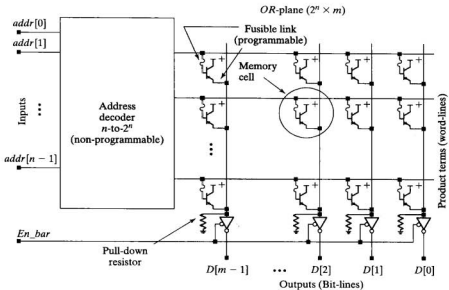 OR-plane (2ⁿ × m)
addr[0]
addr[1]
Fusible link
(programmable)
Memory
cell
Inputs
Address
decoder
n-to-2ⁿ
(non-programmable)
addr[n − 1]
Product terms (word-lines)
En_bar
Pull-down
resistor
D[m − 1] ••• D[2] D[1] D[0]
Outputs (Bit-lines)